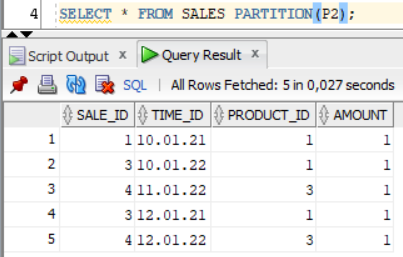 4 SELECT * FROM SALES PARTITION(P2);
Script Output x Query Result x
SQL | All Rows Fetched: 5 in 0,027 seconds
SALE_ID TIME_ID PRODUCT_ID AMOUNT
1 1 10.01.21 1 1
2 3 10.01.22 1 1
3 4 11.01.22 3 1
4 3 12.01.21 1 1
5 4 12.01.22 3 1